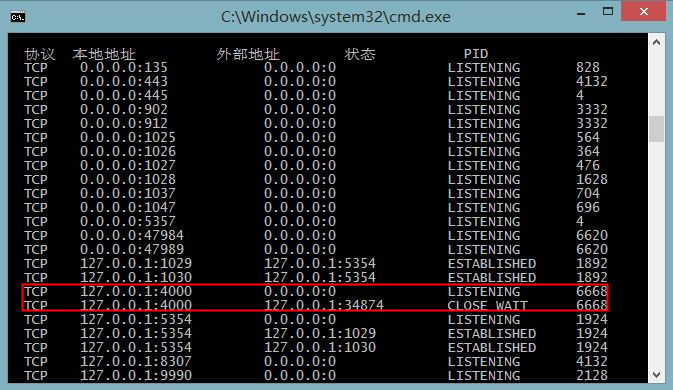 C:\Windows\system32\cmd.exe
协议 本地地址 外部地址 状态 PID
TCP 0.0.0.0:135 0.0.0.0:0 LISTENING 828
TCP 0.0.0.0:443 0.0.0.0:0 LISTENING 4132
TCP 0.0.0.0:445 0.0.0.0:0 LISTENING 4
TCP 0.0.0.0:902 0.0.0.0:0 LISTENING 3332
TCP 0.0.0.0:912 0.0.0.0:0 LISTENING 3332
TCP 0.0.0.0:1025 0.0.0.0:0 LISTENING 564
TCP 0.0.0.0:1026 0.0.0.0:0 LISTENING 364
TCP 0.0.0.0:1027 0.0.0.0:0 LISTENING 476
TCP 0.0.0.0:1028 0.0.0.0:0 LISTENING 1628
TCP 0.0.0.0:1037 0.0.0.0:0 LISTENING 704
TCP 0.0.0.0:1047 0.0.0.0:0 LISTENING 696
TCP 0.0.0.0:5357 0.0.0.0:0 LISTENING 4
TCP 0.0.0.0:47984 0.0.0.0:0 LISTENING 6620
TCP 0.0.0.0:47989 0.0.0.0:0 LISTENING 6620
TCP 127.0.0.1:1029 127.0.0.1:5354 ESTABLISHED 1892
TCP 127.0.0.1:1030 127.0.0.1:5354 ESTABLISHED 1892
TCP 127.0.0.1:4000 0.0.0.0:0 LISTENING 6668
TCP 127.0.0.1:4000 127.0.0.1:34874 CLOSE_WAIT 6668
TCP 127.0.0.1:5354 0.0.0.0:0 LISTENING 1924
TCP 127.0.0.1:5354 127.0.0.1:1029 ESTABLISHED 1924
TCP 127.0.0.1:5354 127.0.0.1:1030 ESTABLISHED 1924
TCP 127.0.0.1:8307 0.0.0.0:0 LISTENING 4132
TCP 127.0.0.1:9990 0.0.0.0:0 LISTENING 2128